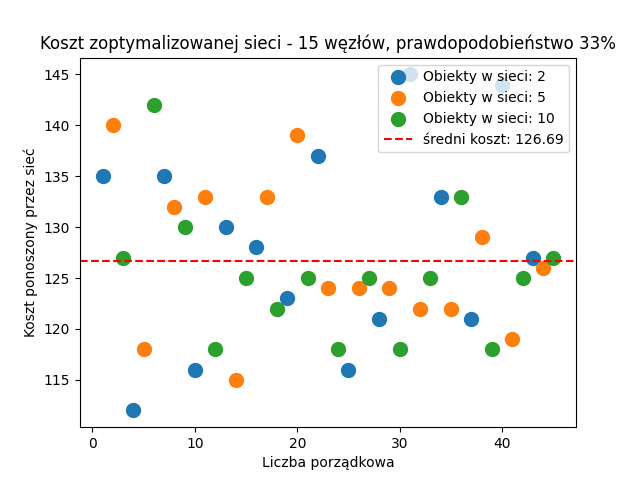 Koszt zoptymalizowanej sieci - 15 węzłów, prawdopodobieństwo 33%
145
140
135
130
125
120
115
Koszt ponoszony przez sieć
Obiekty w sieci: 2
Obiekty w sieci: 5
Obiekty w sieci: 10
średni koszt: 126.69
0 10 20 30 40
Liczba porządkowa